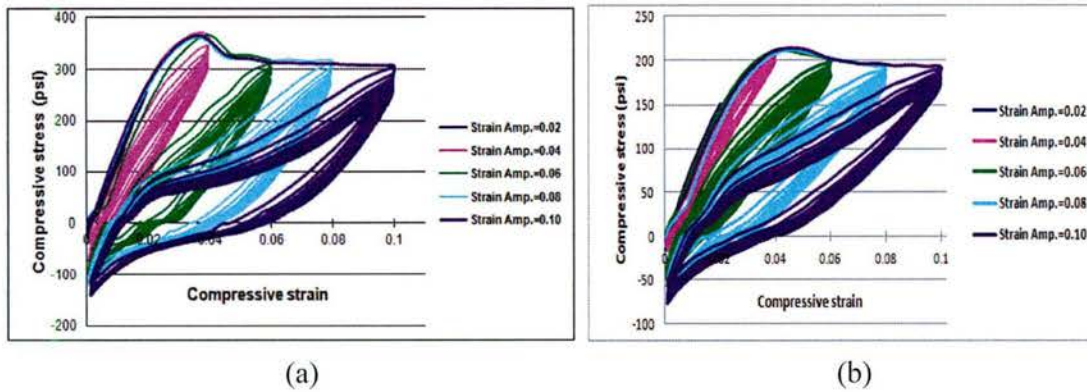 400
300
200
100
0
-100
-200
Compressive stress (psi)
0.02
0.04
0.06
0.08
0.1
Compressive strain
Strain Amp.=0.02
Strain Amp.=0.04
Strain Amp.=0.06
Strain Amp.=0.08
Strain Amp.=0.10
(a)
250
200
150
100
50
0
-50
-100
Compressive stress (psi)
0.04
0.06
0.08
0.1
Compressive strain
Strain Amp.=0.02
Strain Amp.=0.04
Strain Amp.=0.06
Strain Amp.=0.08
Strain Amp.=0.10
(b)